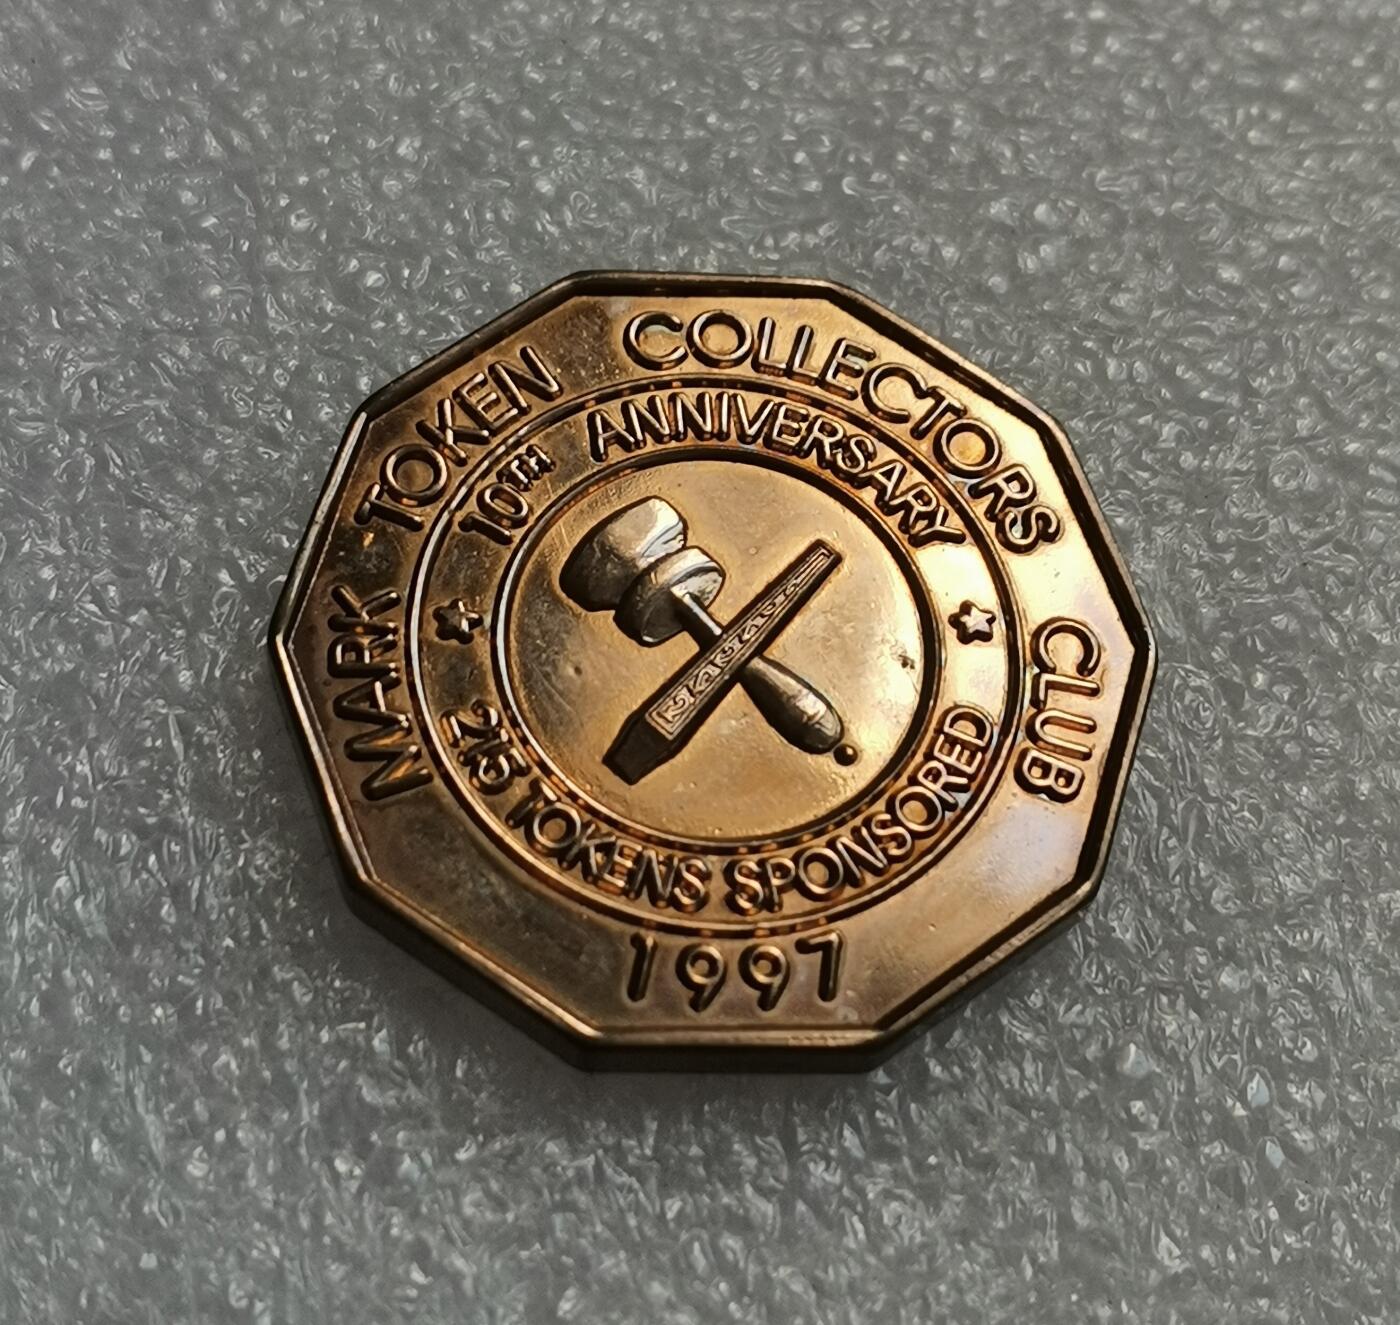 MARK TOKEN COLLECTORS CLUB
10TH ANNIVERSARY
215 TOKENS SPONSORED
1997